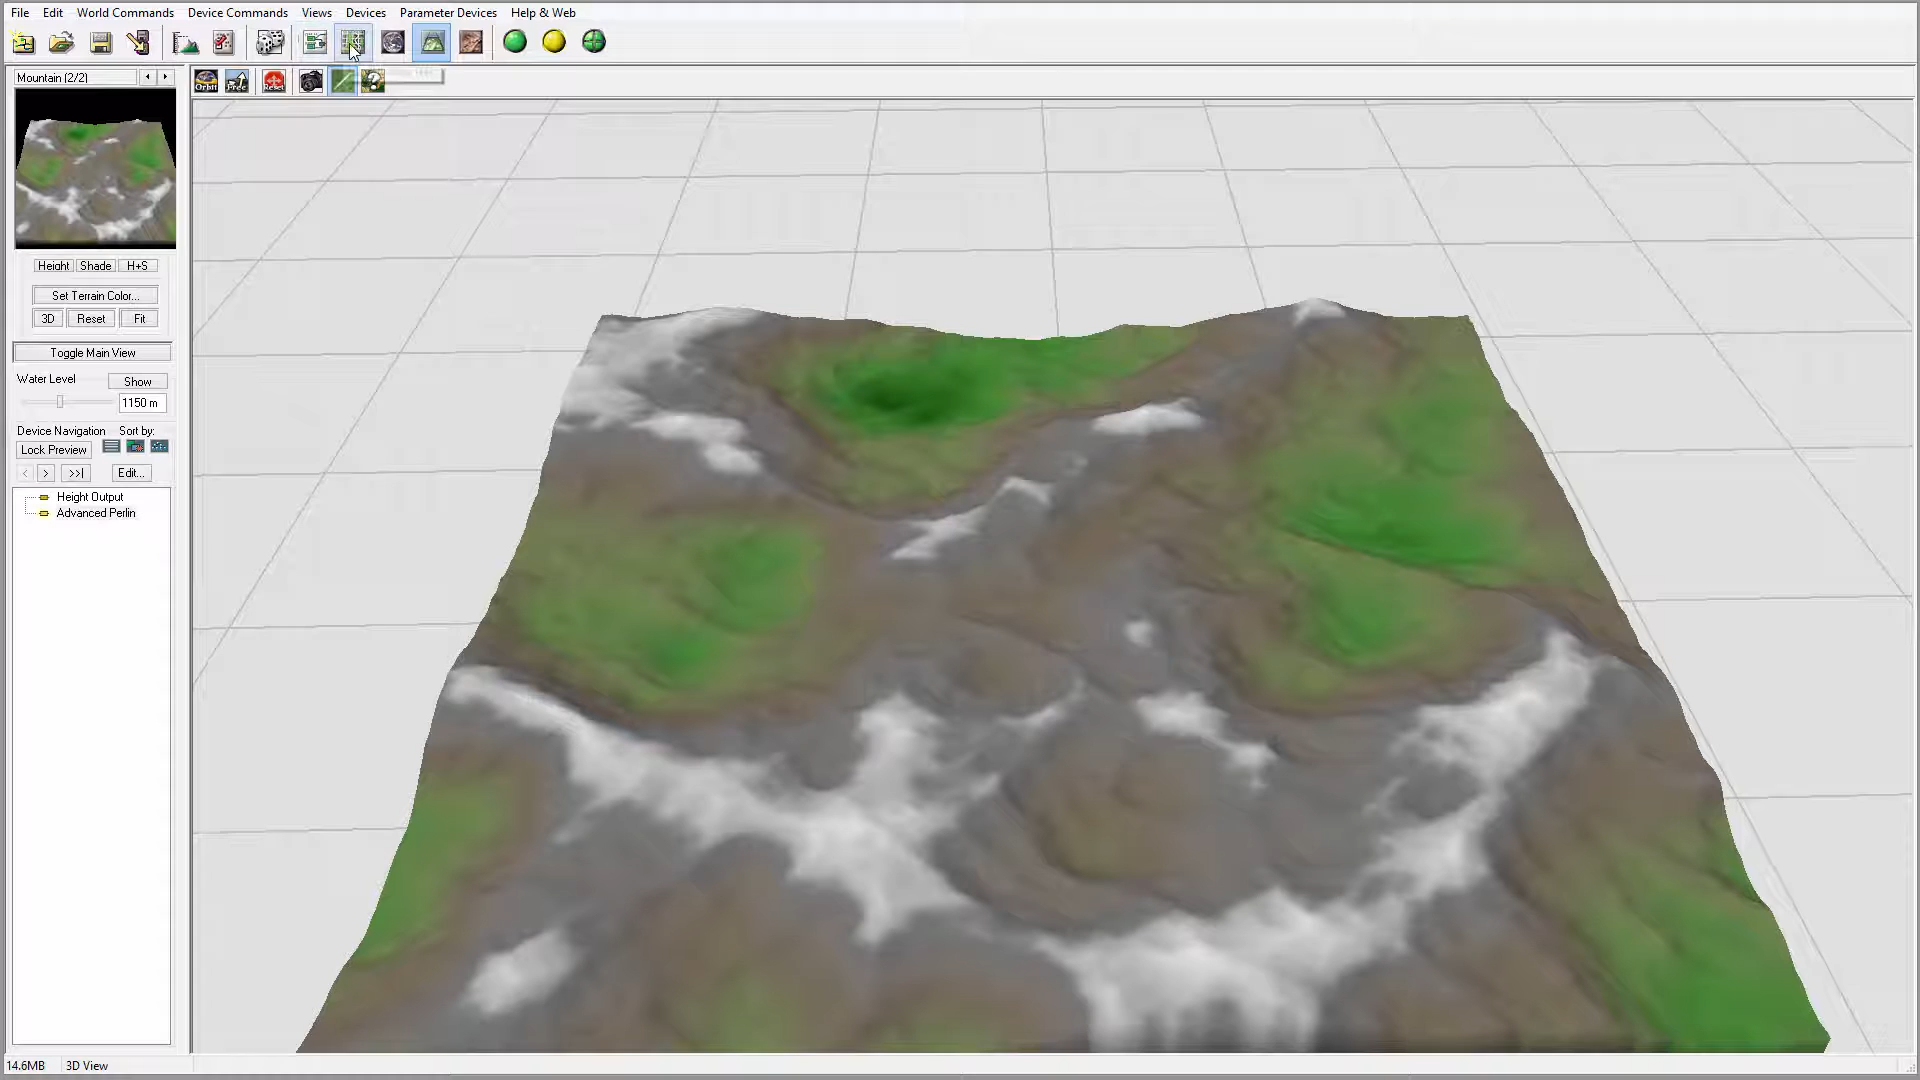 File Edit World Commands Device Commands Views Devices Parameter Devices Help & Web
Mountain (2/2)
Orbit Free Reset
Height Shade H+S
Set Terrain Color...
3D Reset Fit
Toggle Main View
Water Level Show
1150 m
Device Navigation Sort by:
Lock Preview
< > >>| Edit...
Height Output
Advanced Perlin
14.6MB 3D View